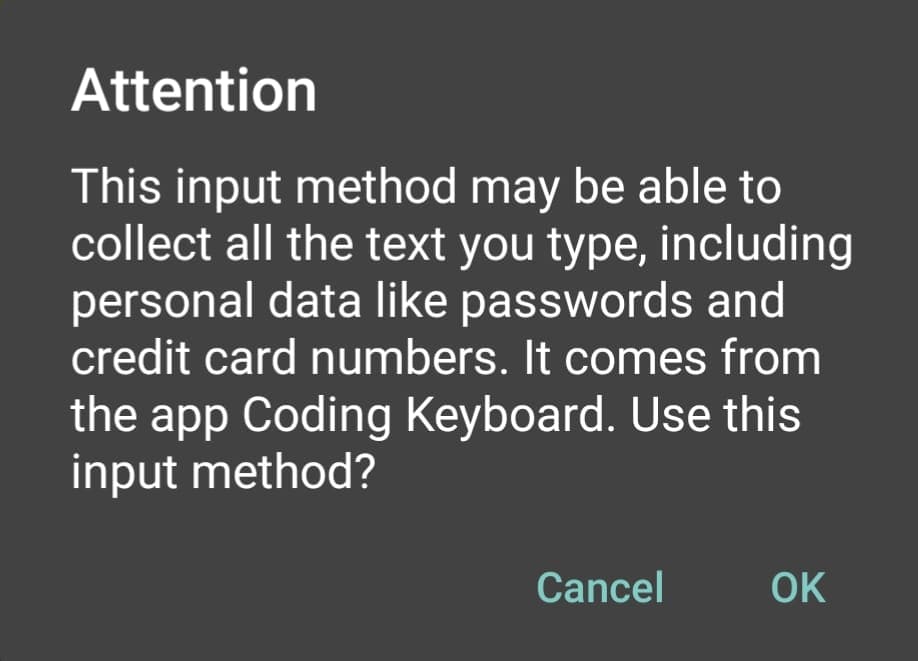 Attention
This input method may be able to
collect all the text you type, including
personal data like passwords and
credit card numbers. It comes from
the app Coding Keyboard. Use this
input method?
Cancel OK